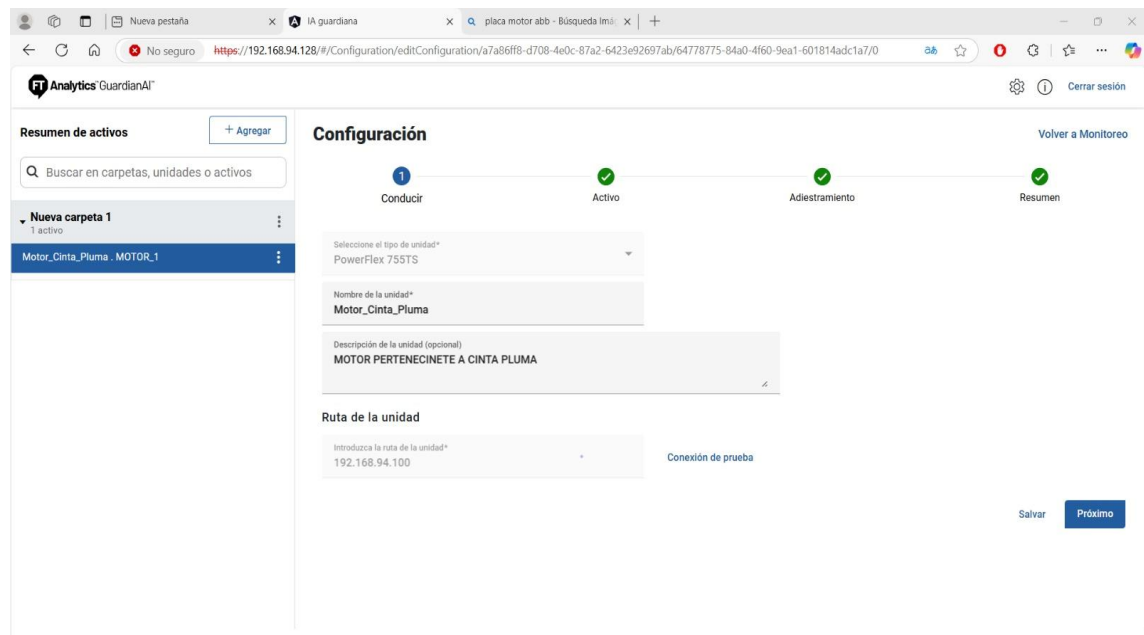 Nueva pestaña
IA guardiana
placa motor abb - Búsqueda Imá
No seguro https://192.168.94.128/#/Configuration/editConfiguration/a7a86ff8-d708-4e0c-87a2-6423e92697ab/64778775-84a0-4f60-9ea1-601814adc1a7/0
FT Analytics™ GuardianAI™
Cerrar sesión
Resumen de activos
+ Agregar
Buscar en carpetas, unidades o activos
Nueva carpeta 1
1 activo
Motor_Cinta_Pluma . MOTOR_1
Configuración
Volver a Monitoreo
1
Conducir
Activo
Adiestramiento
Resumen
Seleccione el tipo de unidad*
PowerFlex 755TS
Nombre de la unidad*
Motor_Cinta_Pluma
Descripción de la unidad (opcional)
MOTOR PERTENECINETE A CINTA PLUMA
Ruta de la unidad
Introduzca la ruta de la unidad*
192.168.94.100
Conexión de prueba
Salvar
Próximo